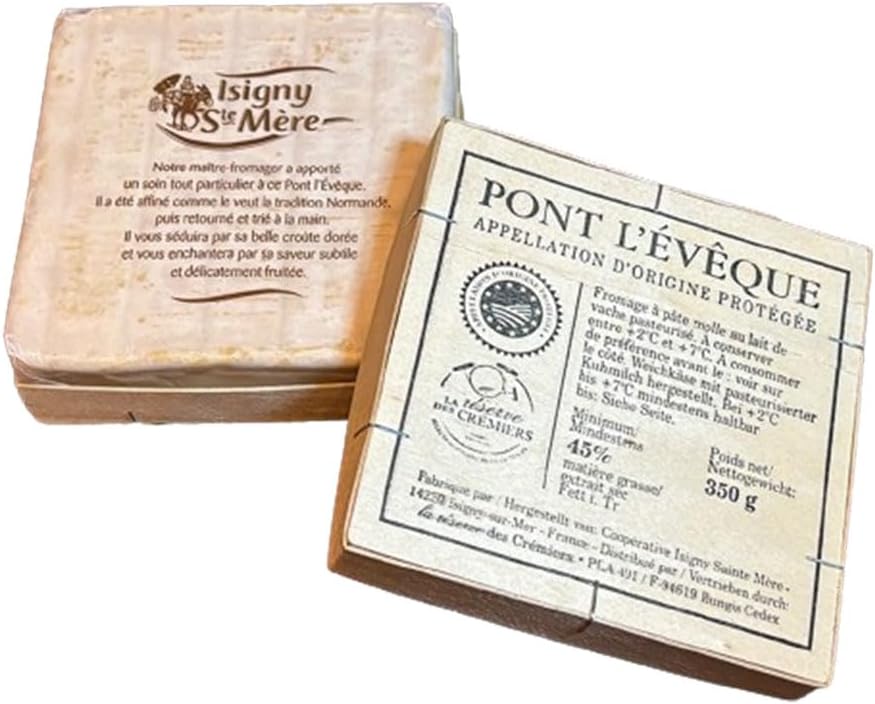 Isigny
Ste Mère
Notre maître-fromager a apporté
un soin tout particulier à ce Pont l'Évêque.
Il a été affiné comme le veut la tradition Normande,
puis retourné et trié à la main.
Il vous séduira par sa belle croûte dorée
et vous enchantera par sa saveur subtile
et délicatement fruitée.
PONT L'ÉVÊQUE
APPELLATION D'ORIGINE PROTÉGÉE
APPELLATION D'ORIGINE PROTÉGÉE
LA réserve
DES CRÉMIERS
Fromage à pâte molle au lait de
vache pasteurisé. A conserver
entre +2°C et +7°C. A consommer
de préférence avant le : voir sur
le côté. Weichkäse mit pasteurisierter
Kuhmilch hergestellt. Bei +2°C
bis +7°C mindestens haltbar
bis: Siehe Seite.
Minimum/
Mindestens
45%
matière grasse/
extrait sec
Fett i. Tr
Poids net/
Nettogewicht:
350 g
Fabrique par / Hergestellt van: Coopérative Isigny Sainte Mère -
14230 Isigny-sur-Mer - France - Distribué par / Vertrieben durch:
la réserve des Crémiers • PLA 491 / F-94619 Rungis Cedex